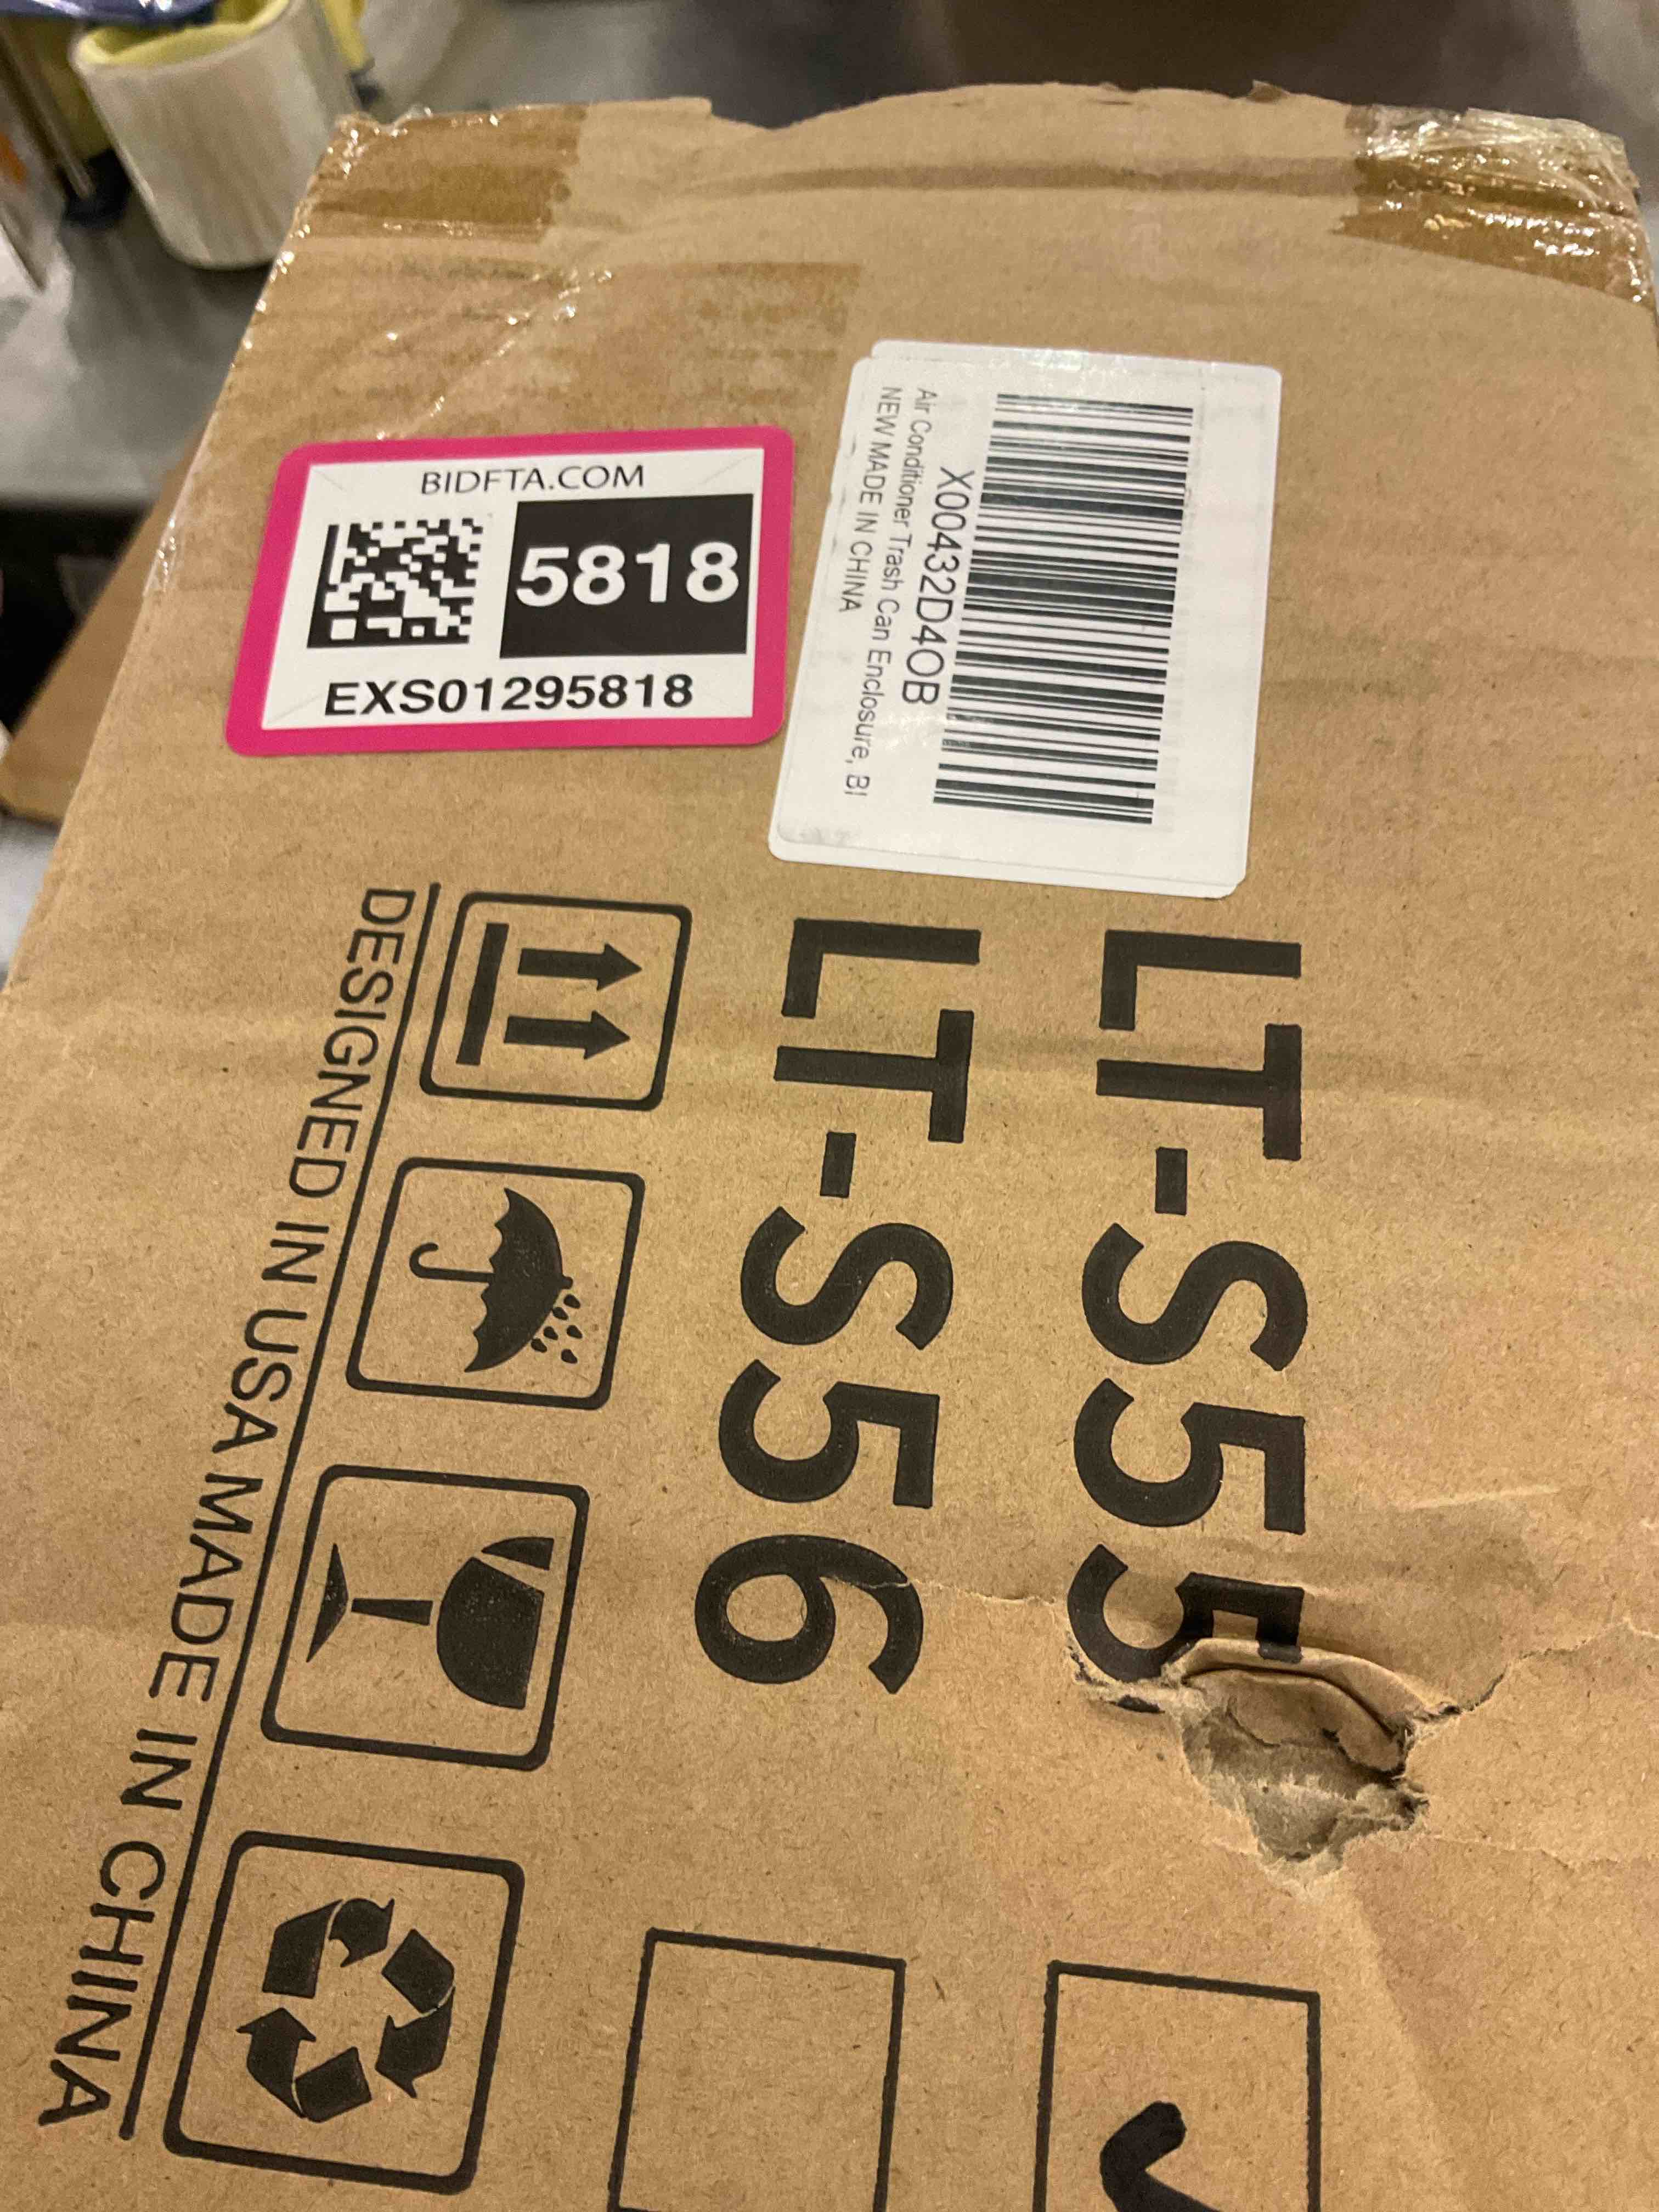 BIDFTA.COM
5818
EXS01295818
X00432D4OB
Air Conditioner Trash Can Enclosure, Bl
NEW MADE IN CHINA
LT-S555
LT-S56
DESIGNED IN USA MADE IN CHINA